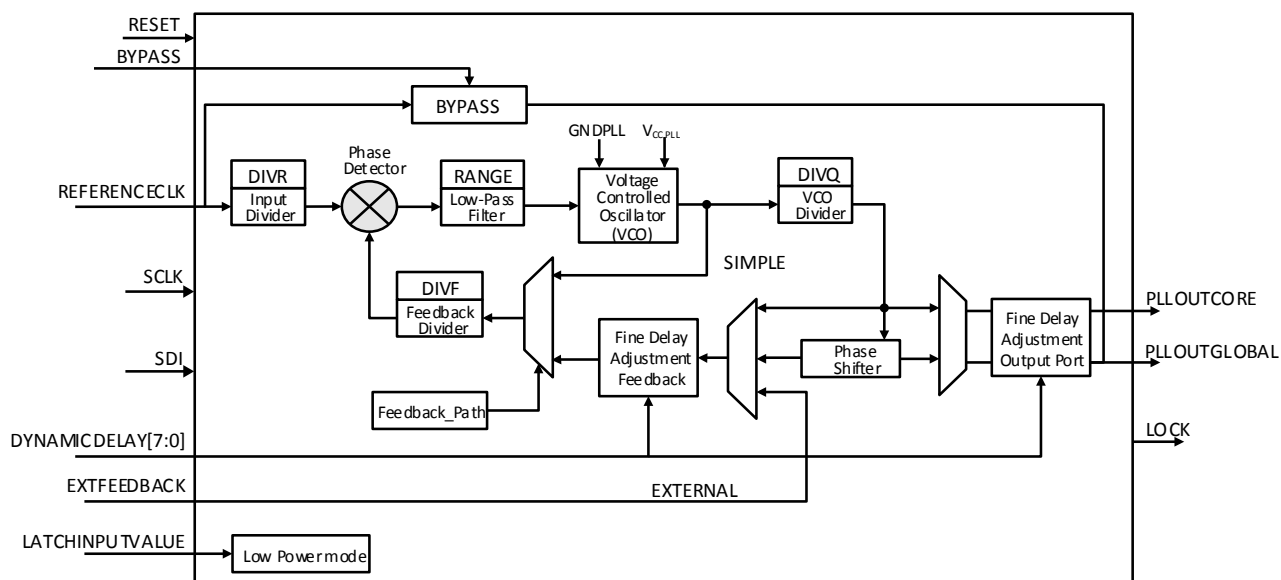 RESET
BYPASS
BYPASS
GNDPLL
VCCPLL
Phase
Detector
REFERENCECLK
DIVR
Input
Divider
RANGE
Low-Pass
Filter
Voltage
Controlled
Oscillator
(VCO)
DIVQ
VCO
Divider
SIMPLE
SCLK
DIVF
Feedback
Divider
Fine Delay
Adjustment
Feedback
Phase
Shifter
Fine Delay
Adjustment
Output Port
PLLOUTCORE
PLLOUTGLOBAL
SDI
Feedback_Path
DYNAMICDELAY[7:0]
LOCK
EXTFEEDBACK
EXTERNAL
LATCHINPUTVALUE
Low Power mode